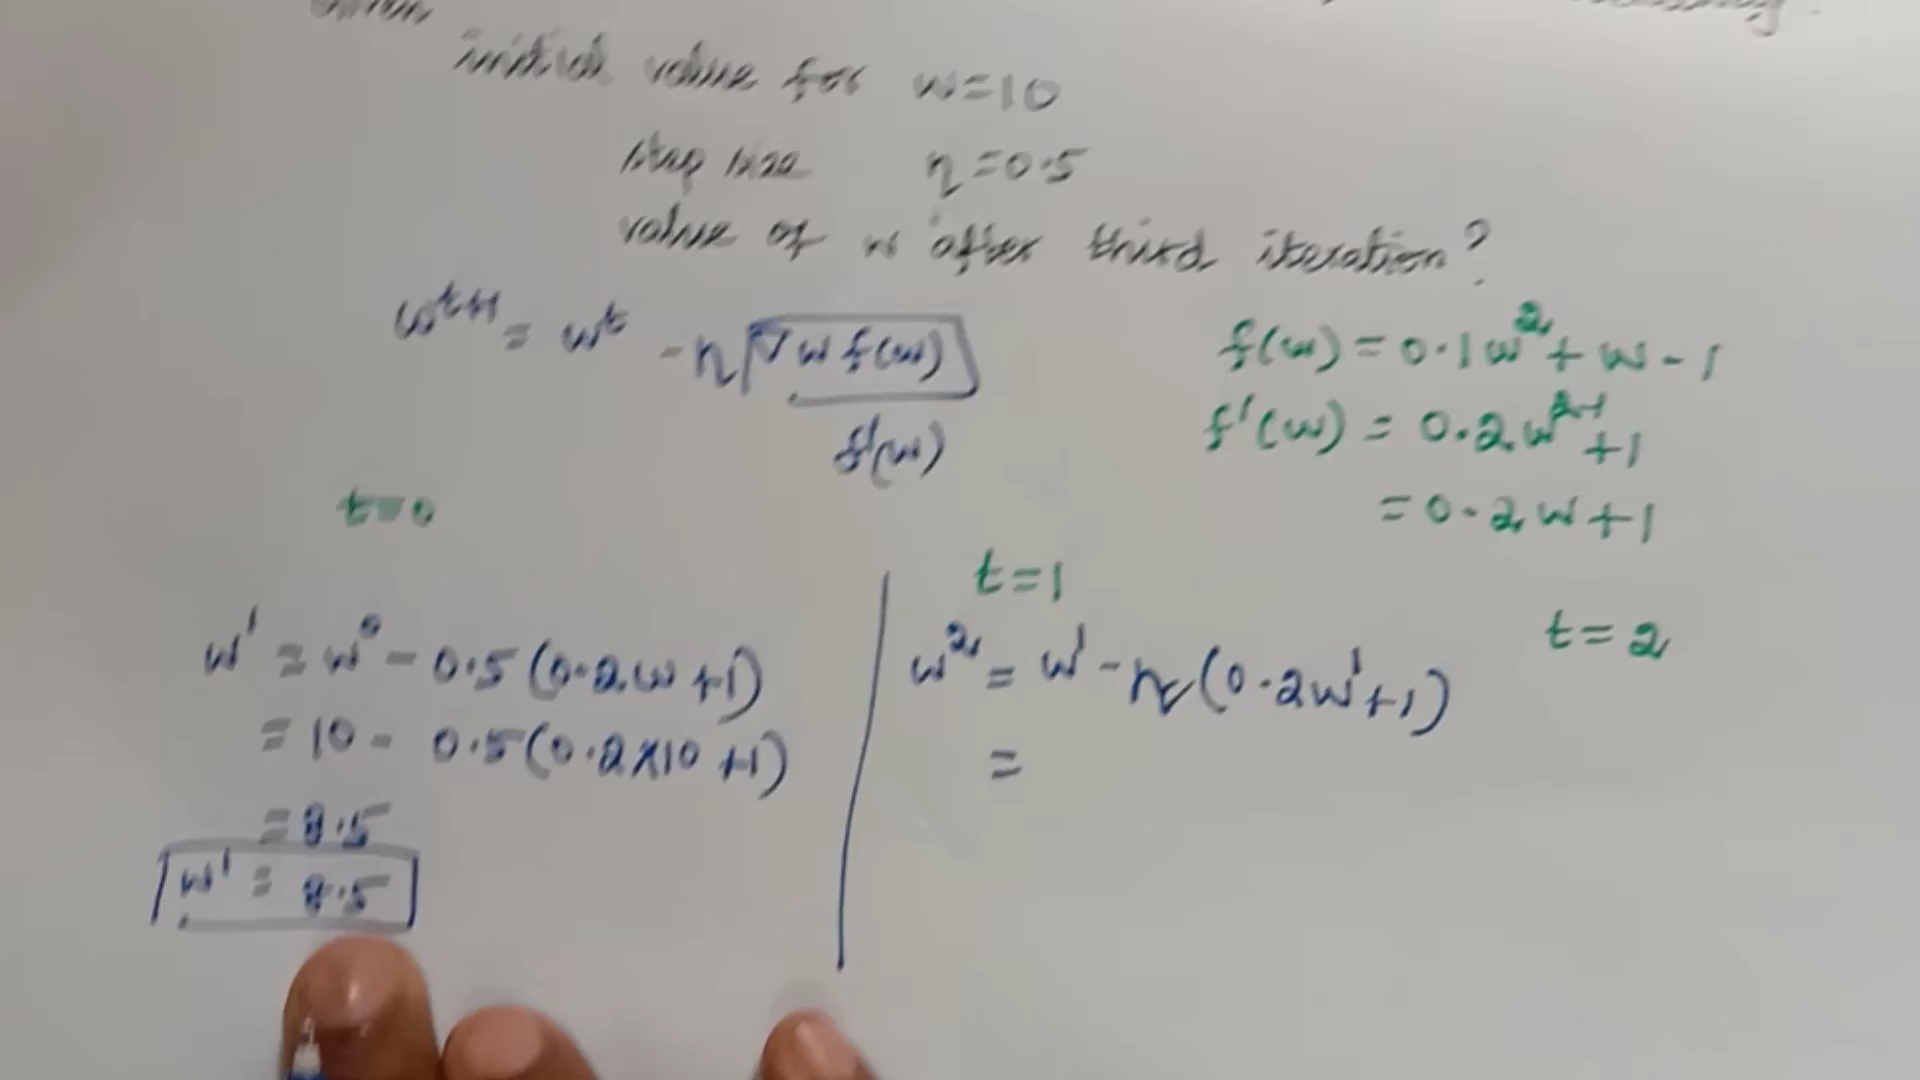 initial value for w=10
step size η=0.5
value of w after third iteration?
w^{t+1} = w^t - η[∇w f(w)]
f'(w)
f(w) = 0.1w^2 + w - 1
f'(w) = 0.2w^{2-1} + 1
= 0.2w + 1
t=0
w^1 = w^0 - 0.5(0.2w+1)
= 10 - 0.5(0.2×10+1)
= 8.5
w^1 = 8.5
t=1
w^2 = w^1 - η(0.2w^1+1)
=
t=2